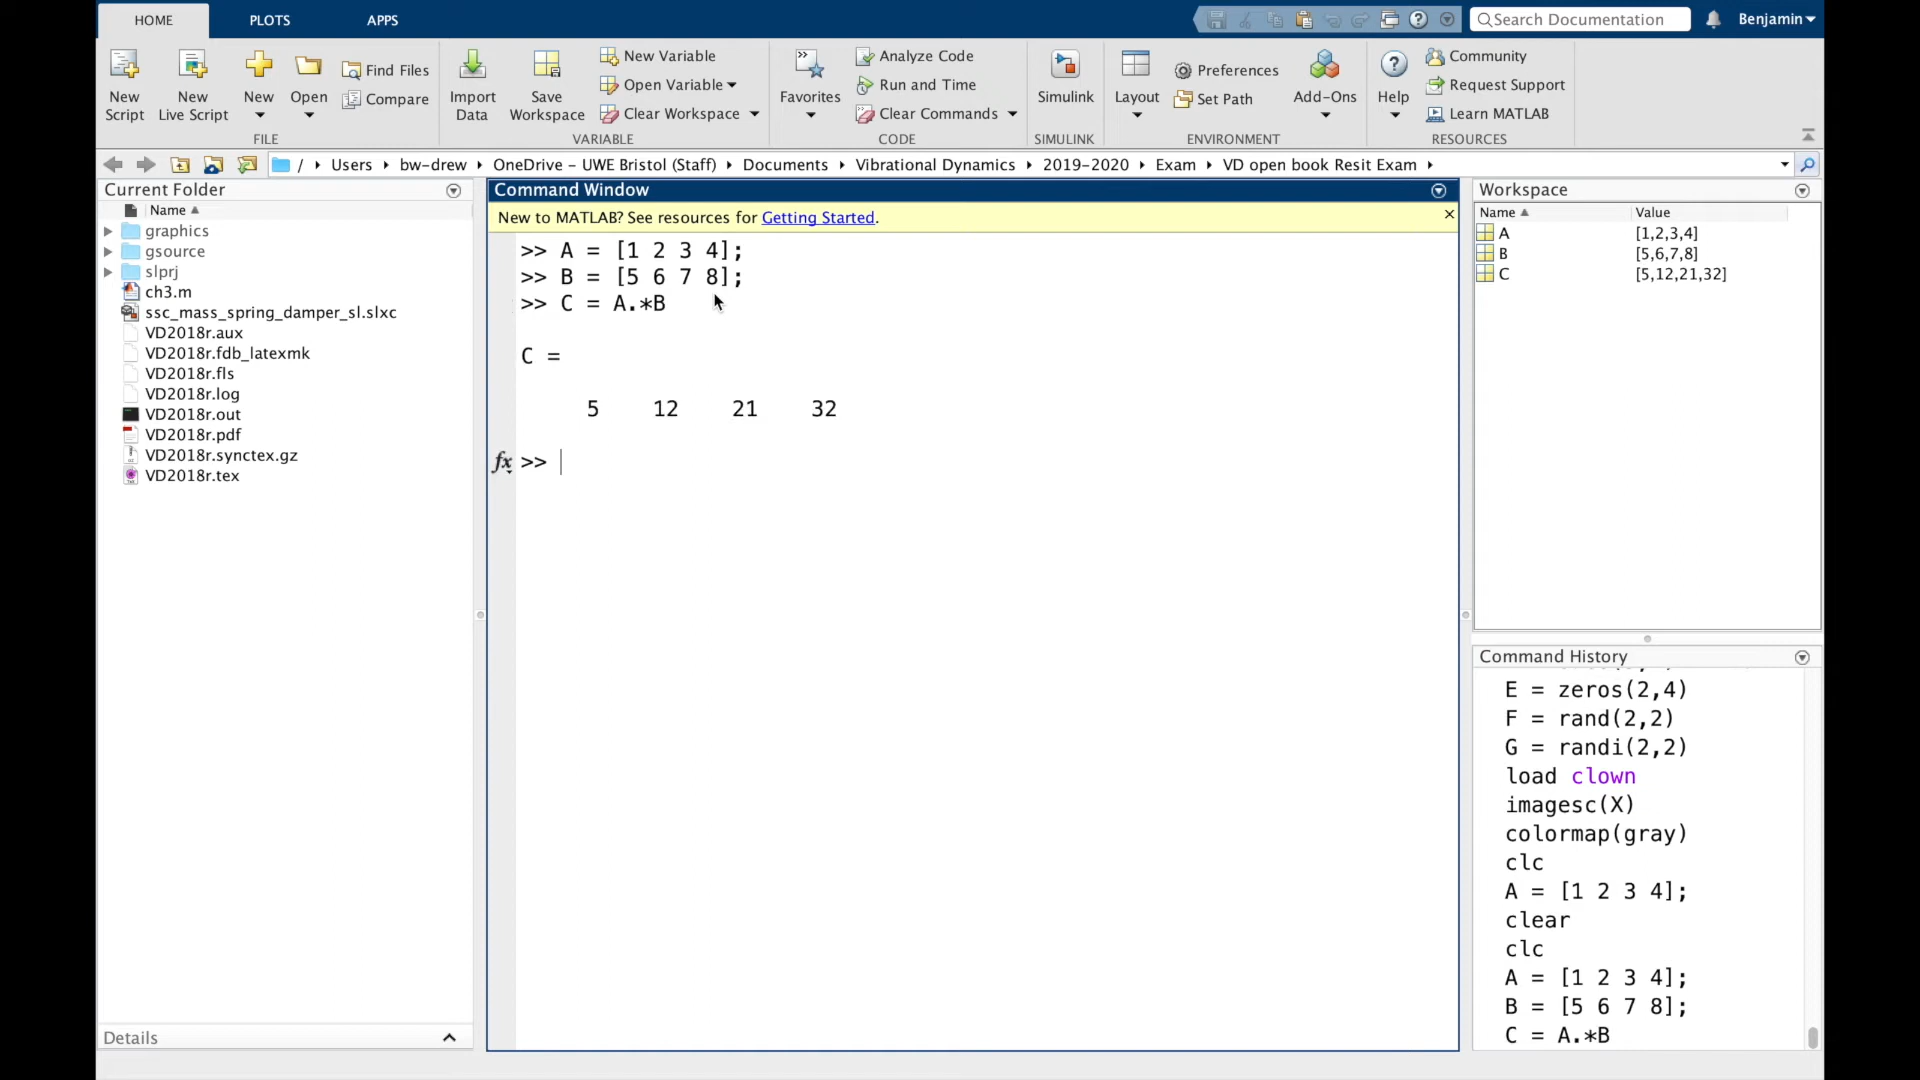 HOME PLOTS APPS
Search Documentation Benjamin
New Script
New Live Script
New
Open
Find Files
Compare
FILE
Import Data
Save Workspace
New Variable
Open Variable
Clear Workspace
VARIABLE
Favorites
Analyze Code
Run and Time
Clear Commands
CODE
Simulink
SIMULINK
Layout
Preferences
Set Path
Add-Ons
ENVIRONMENT
Help
Community
Request Support
Learn MATLAB
RESOURCES
/ Users bw-drew OneDrive – UWE Bristol (Staff) Documents Vibrational Dynamics 2019-2020 Exam VD open book Resit Exam
Current Folder
Name
graphics
gsource
slprj
ch3.m
ssc_mass_spring_damper_sl.slxc
VD2018r.aux
VD2018r.fdb_latexmk
VD2018r.fls
VD2018r.log
VD2018r.out
VD2018r.pdf
VD2018r.synctex.gz
VD2018r.tex
Details
Command Window
New to MATLAB? See resources for Getting Started.
>> A = [1 2 3 4];
>> B = [5 6 7 8];
>> C = A.*B
C =
5 12 21 32
fx >>
Workspace
Name Value
A [1,2,3,4]
B [5,6,7,8]
C [5,12,21,32]
Command History
E = zeros(2,4)
F = rand(2,2)
G = randi(2,2)
load clown
imagesc(X)
colormap(gray)
clc
A = [1 2 3 4];
clear
clc
A = [1 2 3 4];
B = [5 6 7 8];
C = A.*B